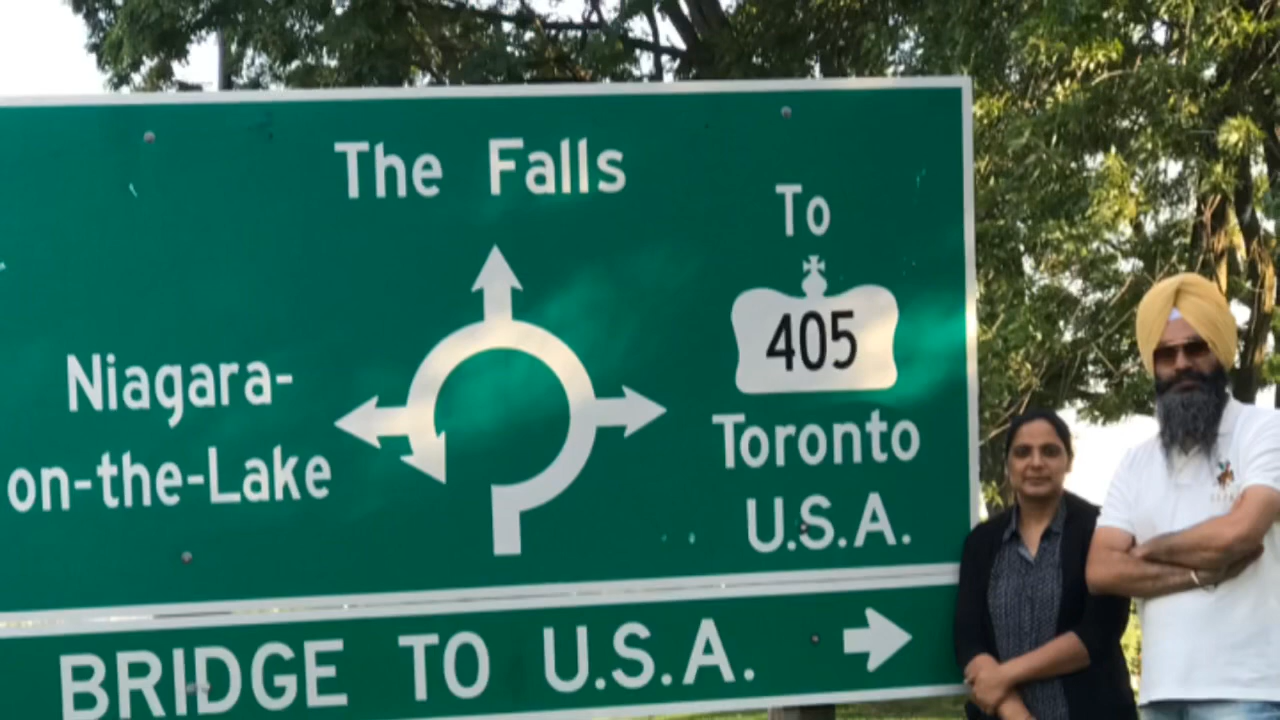 The Falls
To
405
Niagara-
on-the-Lake
Toronto
U.S.A.
BRIDGE TO U.S.A.